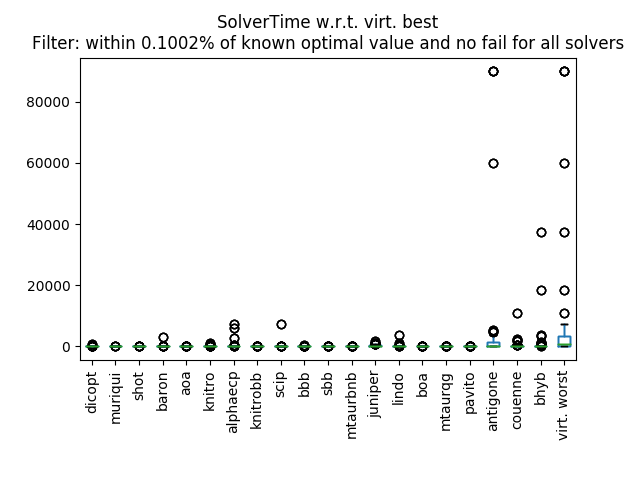 SolverTime w.r.t. virt. best
Filter: within 0.1002% of known optimal value and no fail for all solvers
80000
60000
40000
20000
0
dicopt
muriqui
shot
baron
aoa
knitro
alphaecp
knitrobb
scip
bbb
sbb
mtaurbnb
juniper
lindo
boa
mtaurqg
pavito
antigone
couenne
bhyb
virt. worst